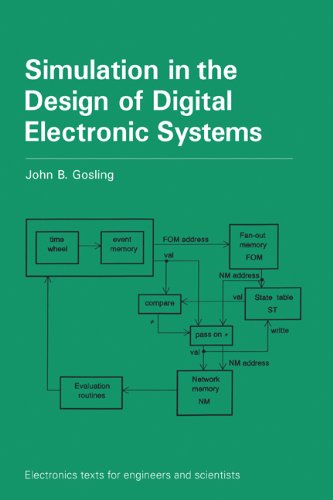 Simulation in the
Design of Digital
Electronic Systems
John B. Gosling
time
wheel
event
memory
FOM address
val
Fan-out
memory
FOM
NM address
compare
val
State table
ST
≠
pass on ≠
write
val
NM address
Evaluation
routines
Network
memory
NM
Electronics texts for engineers and scientists